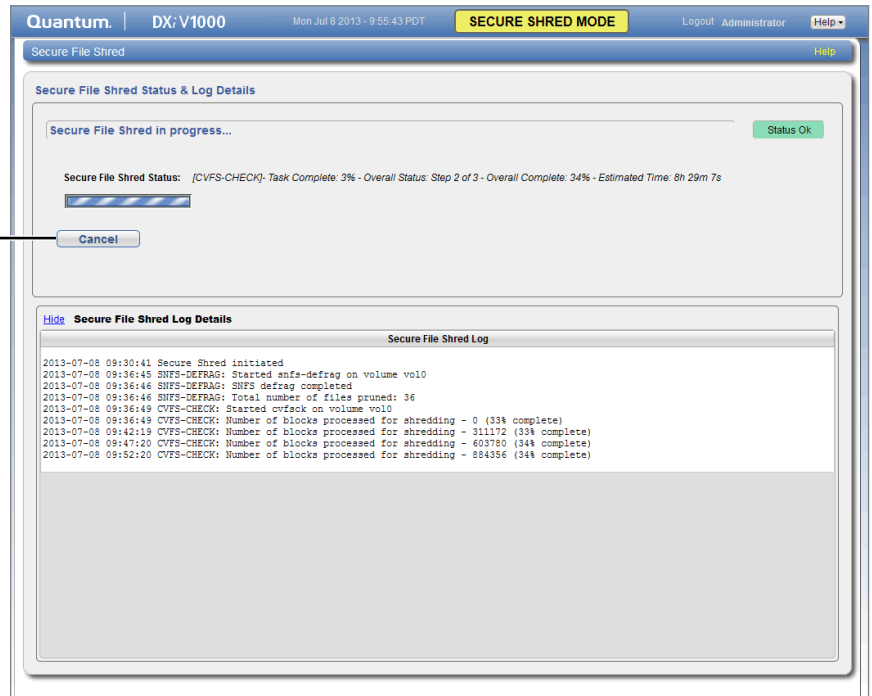 Quantum. DXi V1000 Mon Jul 8 2013 - 9:55:43 PDT SECURE SHRED MODE Logout Administrator Help
Secure File Shred Help
Secure File Shred Status & Log Details
Secure File Shred in progress... Status Ok
Secure File Shred Status: [CVFS-CHECK]- Task Complete: 3% - Overall Status: Step 2 of 3 - Overall Complete: 34% - Estimated Time: 8h 29m 7s
Cancel
Hide Secure File Shred Log Details
Secure File Shred Log
2013-07-08 09:30:41 Secure Shred initiated
2013-07-08 09:36:45 SNFS-DEFRAG: Started snfs-defrag on volume vol0
2013-07-08 09:36:46 SNFS-DEFRAG: SNFS defrag completed
2013-07-08 09:36:46 SNFS-DEFRAG: Total number of files pruned: 36
2013-07-08 09:36:49 CVFS-CHECK: Started cvfsck on volume vol0
2013-07-08 09:36:49 CVFS-CHECK: Number of blocks processed for shredding - 0 (33% complete)
2013-07-08 09:42:19 CVFS-CHECK: Number of blocks processed for shredding - 311172 (33% complete)
2013-07-08 09:47:20 CVFS-CHECK: Number of blocks processed for shredding - 603780 (34% complete)
2013-07-08 09:52:20 CVFS-CHECK: Number of blocks processed for shredding - 884356 (34% complete)